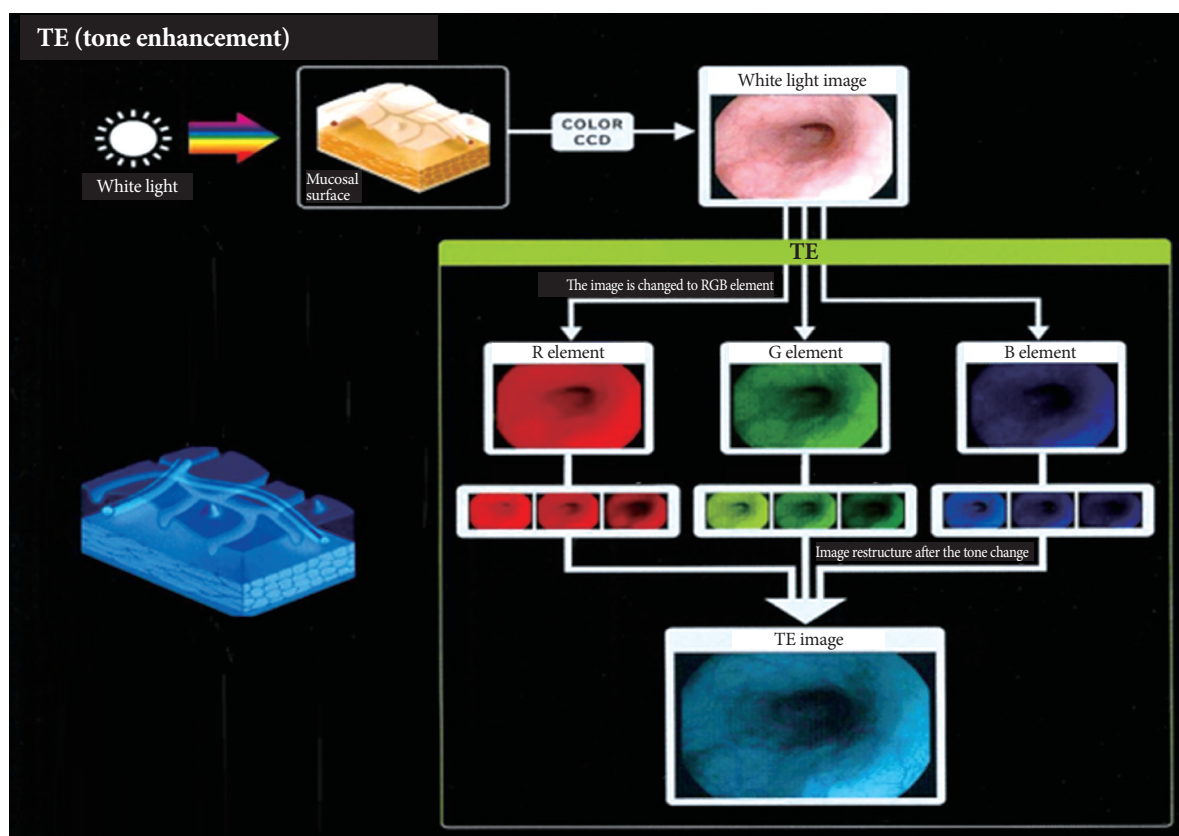 TE (tone enhancement)
White light
Mucosal
surface
COLOR
CCD
White light image
TE
The image is changed to RGB element
R element
G element
B element
Image restructure after the tone change
TE image